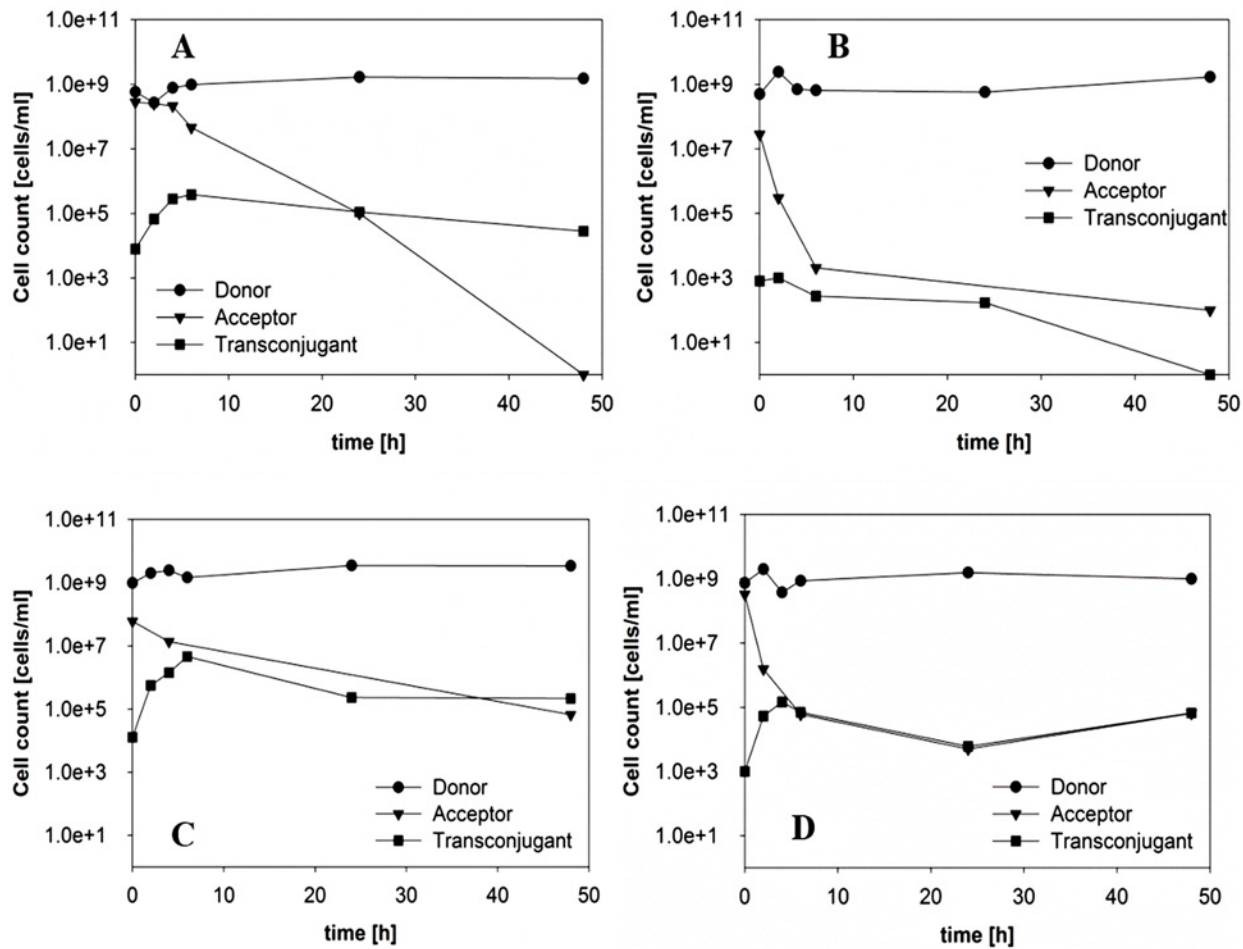 A
Cell count [cells/ml]
1.0e+11
1.0e+9
1.0e+7
1.0e+5
1.0e+3
1.0e+1
Donor
Acceptor
Transconjugant
0 10 20 30 40 50
time [h]
B
Cell count [cells/ml]
1.0e+11
1.0e+9
1.0e+7
1.0e+5
1.0e+3
1.0e+1
Donor
Acceptor
Transconjugant
0 10 20 30 40 50
time [h]
Cell count [cells/ml]
1.0e+11
1.0e+9
1.0e+7
1.0e+5
1.0e+3
1.0e+1
Donor
Acceptor
Transconjugant
C
0 10 20 30 40 50
time [h]
Cell count [cells/ml]
1.0e+11
1.0e+9
1.0e+7
1.0e+5
1.0e+3
1.0e+1
Donor
Acceptor
Transconjugant
D
0 10 20 30 40 50
time [h]